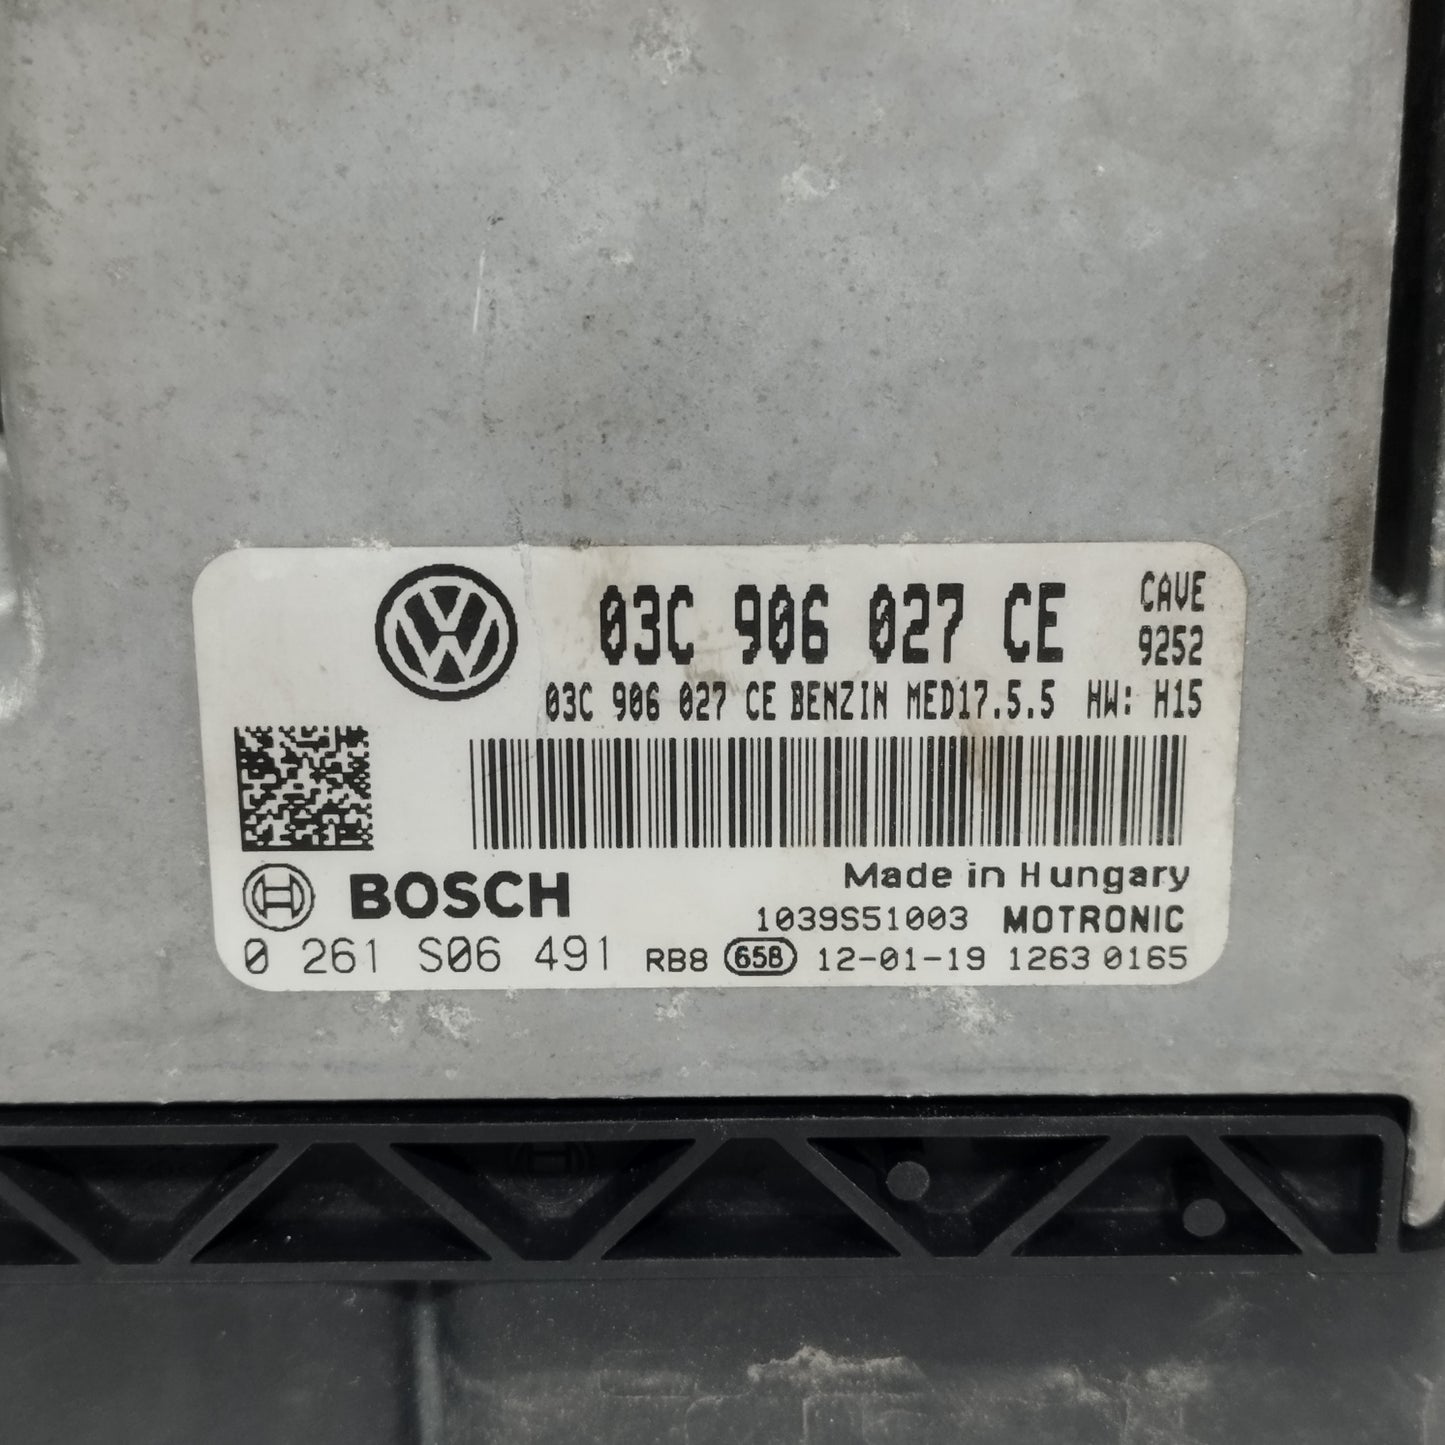 03C 906 027 CE CAVE 9252
03C 906 027 CE BENZIN MED17.5.5 HW: H15
BOSCH Made in Hungary
1039S51003 MOTRONIC
0 261 S06 491 RB8 658 12-01-19 1263 0165